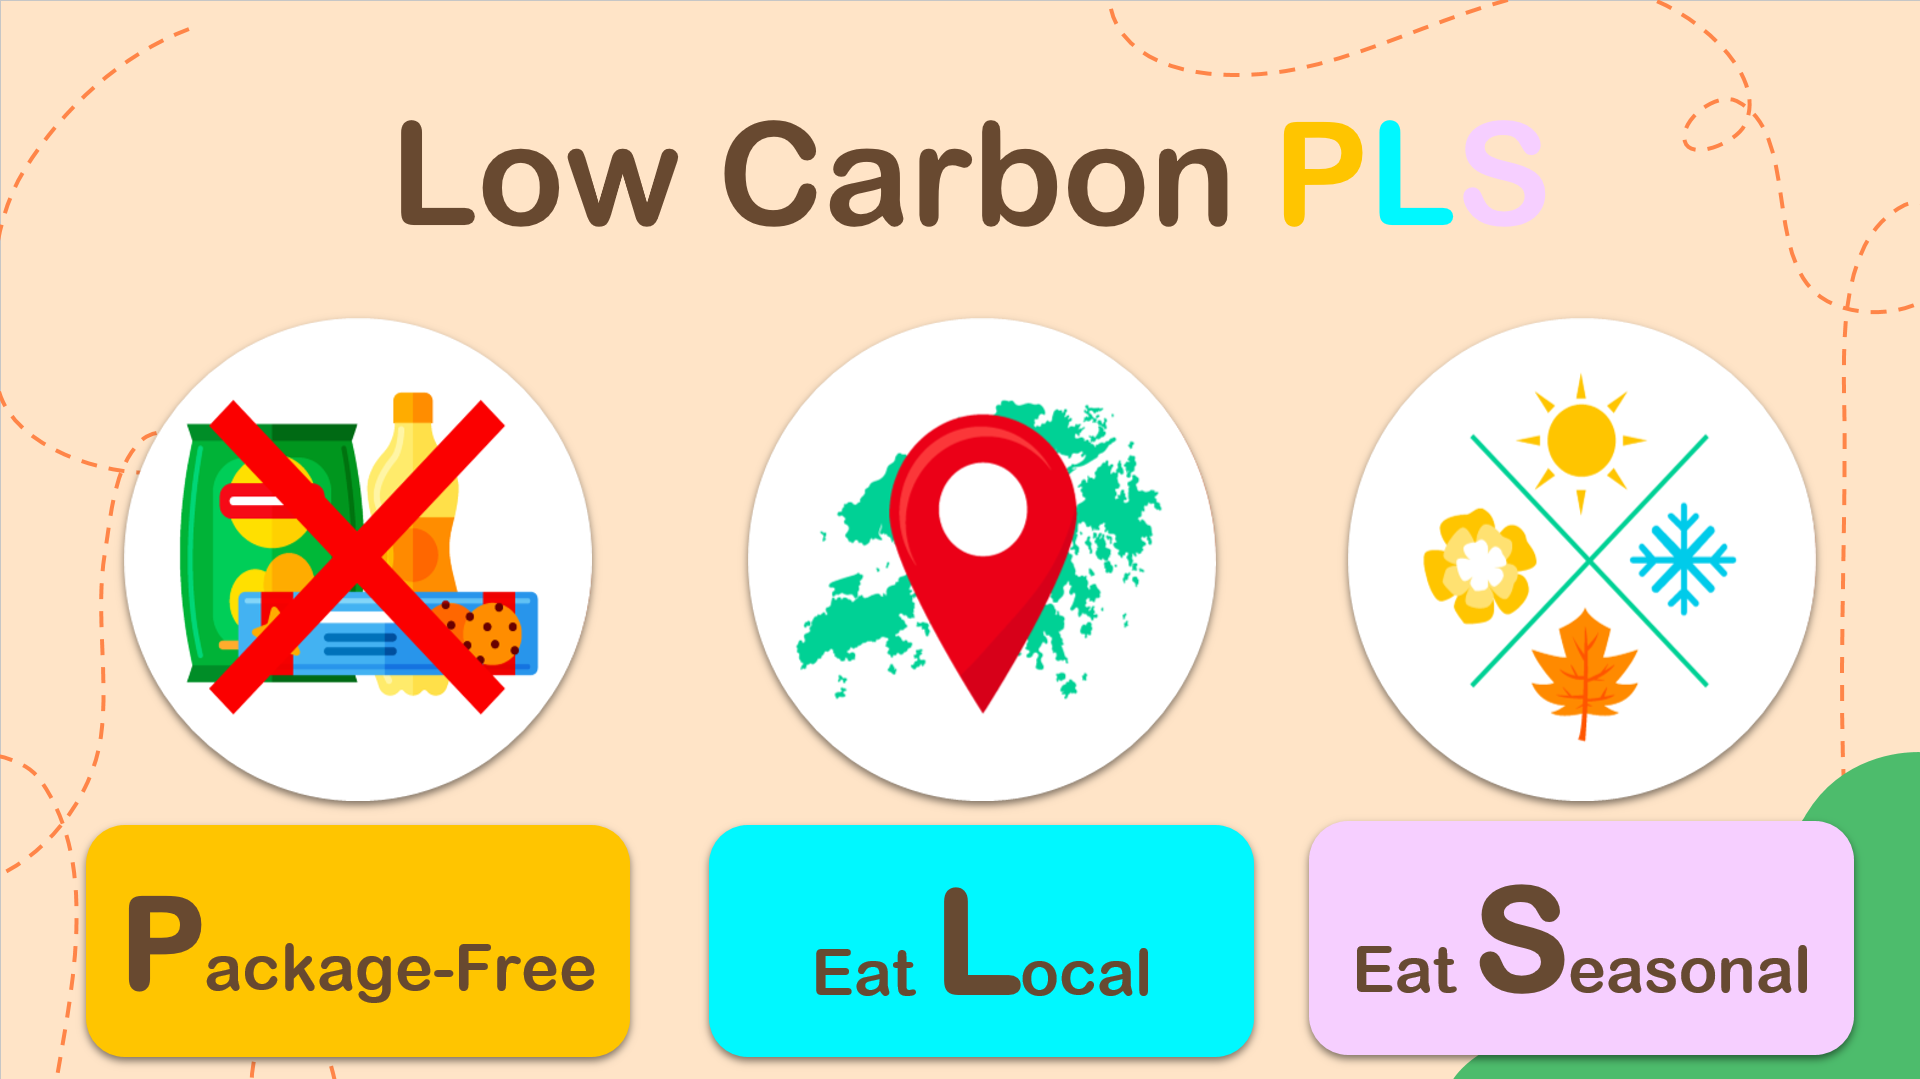 Low Carbon PLS
Package-Free
Eat Local
Eat Seasonal